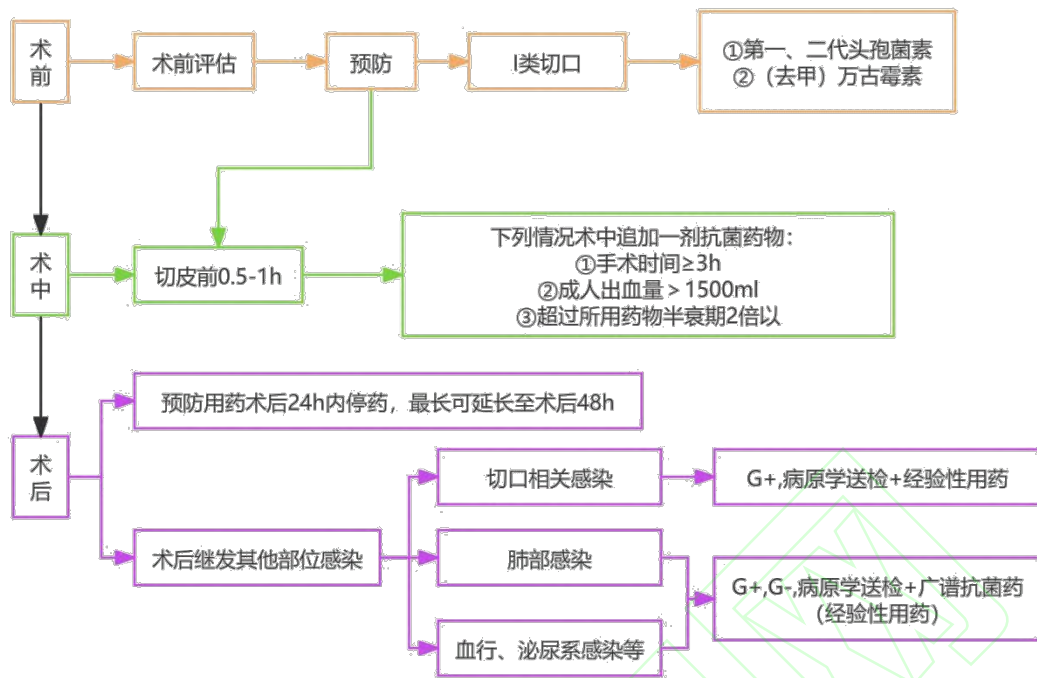 术
前
术前评估
预防
I类切口
①第一、二代头孢菌素
②（去甲）万古霉素
术
中
切皮前0.5-1h
下列情况术中追加一剂抗菌药物：
①手术时间≥3h
②成人出血量＞1500ml
③超过所用药物半衰期2倍以
术
后
预防用药术后24h内停药，最长可延长至术后48h
术后继发其他部位感染
切口相关感染
G+,病原学送检+经验性用药
肺部感染
血行、泌尿系感染等
G+,G-,病原学送检+广谱抗菌药
（经验性用药）